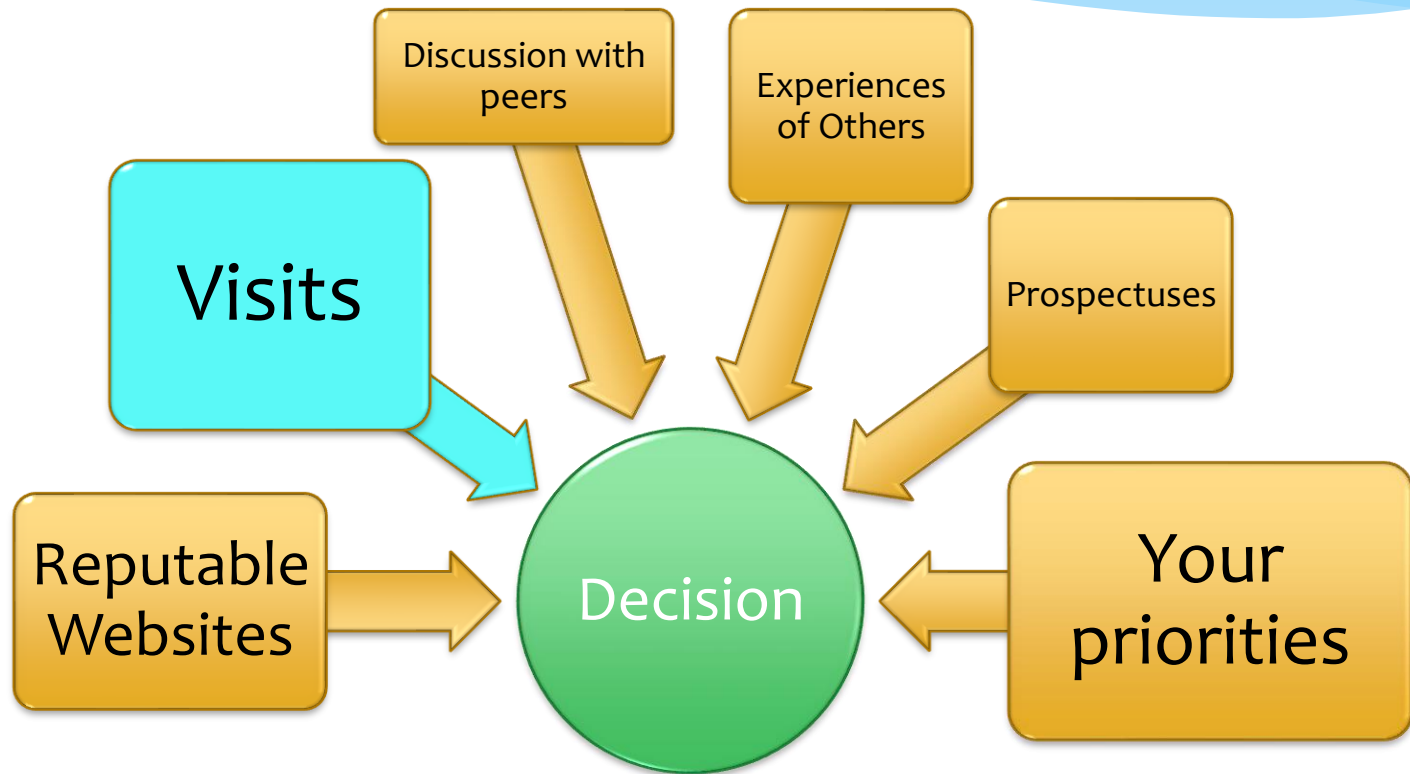 Discussion with
peers
Experiences
of Others
Visits
Prospectuses
Reputable
Websites
Decision
Your
priorities